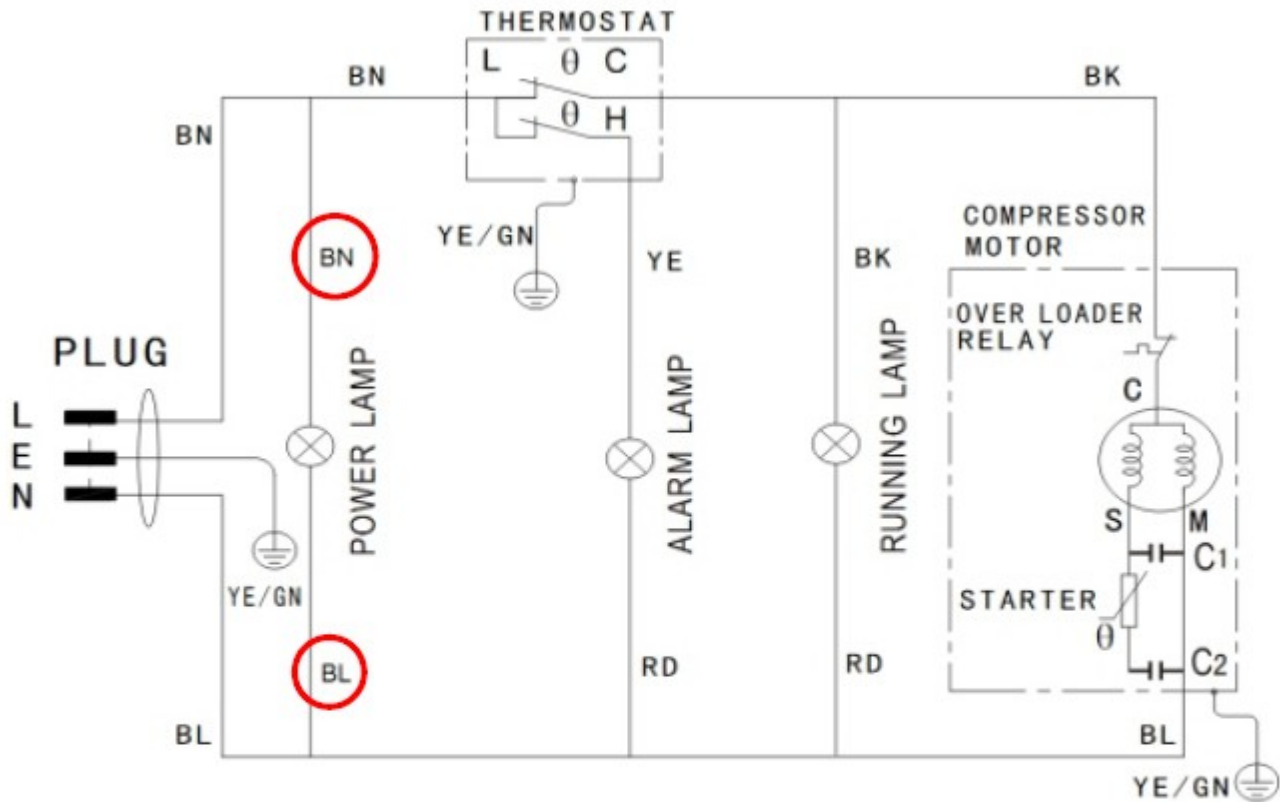 THERMOSTAT
L θ C
BN
BK
θ H
BN
YE/GN
BN
YE
BK
COMPRESSOR
MOTOR
OVER LOADER
RELAY
PLUG
C
L
E
N
POWER LAMP
ALARM LAMP
RUNNING LAMP
S
M
C1
YE/GN
STARTER
θ
C2
BL
RD
RD
BL
BL
YE/GN